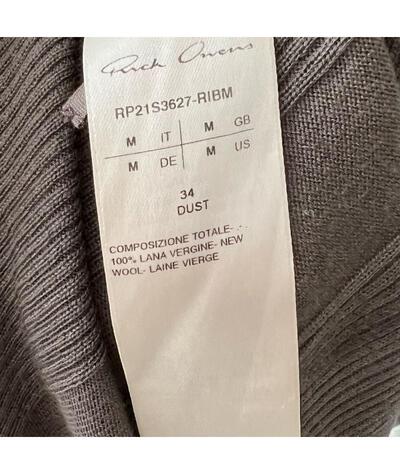 Rick Owens
RP21S3627-RIBM
M IT M GB
M DE M US
34
DUST
COMPOSIZIONE TOTALE- -
100% LANA VERGINE- NEW
WOOL- LAINE VIERGE